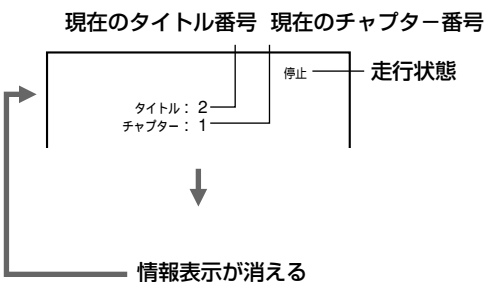 現在のタイトル番号 現在のチャプター番号
停止 走行状態
タイトル： 2
チャプター： 1
情報表示が消える